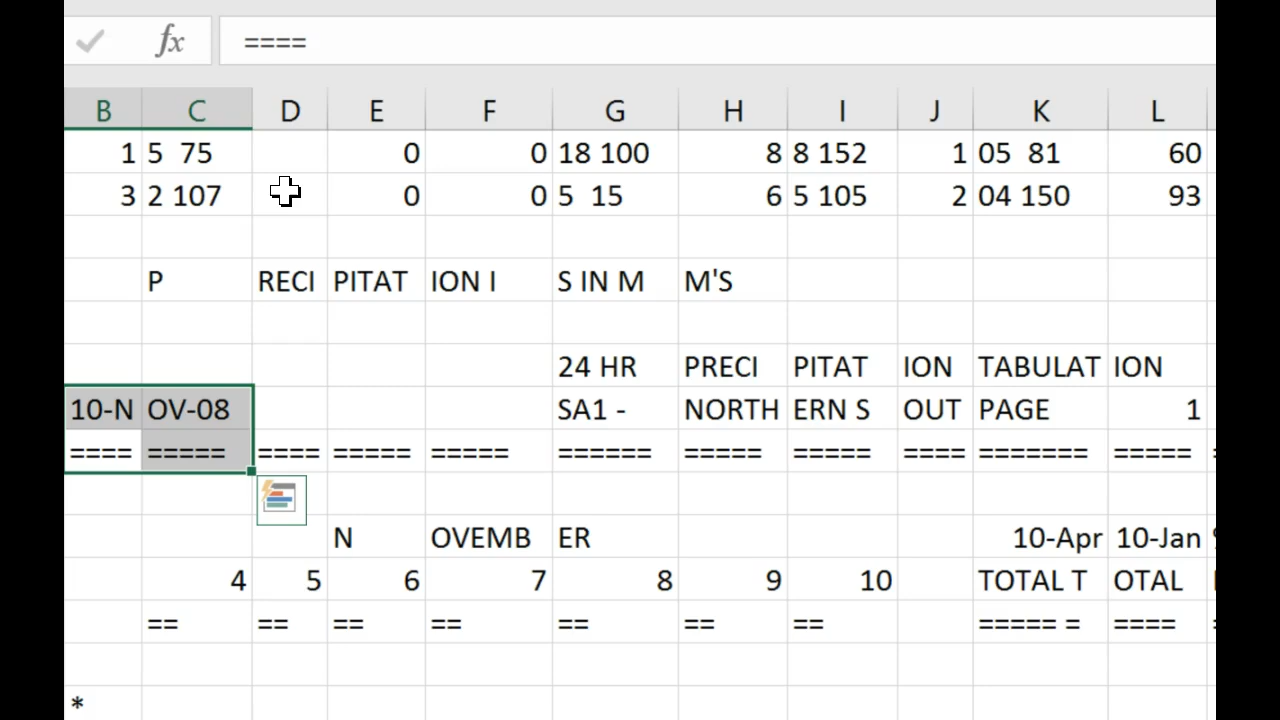 fx ====
B C D E F G H I J K L
1 5 75 0 0 18 100 8 8 152 1 05 81 60
3 2 107 0 0 5 15 6 5 105 2 04 150 93
P RECI PITAT ION I S IN M M'S
24 HR PRECI PITAT ION TABULAT ION
10-N OV-08 SA1 - NORTH ERN S OUT PAGE 1
==== ===== ==== ===== ===== ====== ===== ===== ==== ======= =====
N OVEMB ER 10-Apr 10-Jan
4 5 6 7 8 9 10 TOTAL T OTAL
== == == == == == == ===== = ====
*